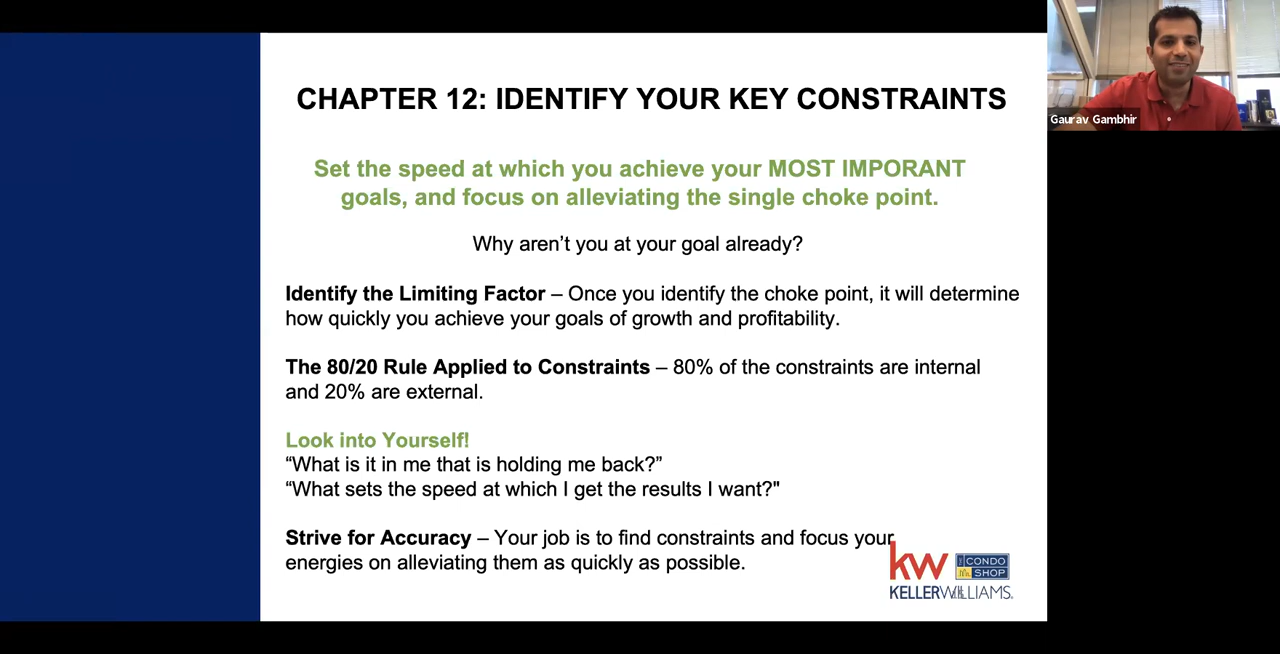 CHAPTER 12: IDENTIFY YOUR KEY CONSTRAINTS
Set the speed at which you achieve your MOST IMPORANT
goals, and focus on alleviating the single choke point.
Why aren’t you at your goal already?
Identify the Limiting Factor – Once you identify the choke point, it will determine
how quickly you achieve your goals of growth and profitability.
The 80/20 Rule Applied to Constraints – 80% of the constraints are internal
and 20% are external.
Look into Yourself!
“What is it in me that is holding me back?”
“What sets the speed at which I get the results I want?"
Strive for Accuracy – Your job is to find constraints and focus your
energies on alleviating them as quickly as possible.
kw
CONDO
SHOP
KELLERWILLIAMS®
Gaurav Gambhir